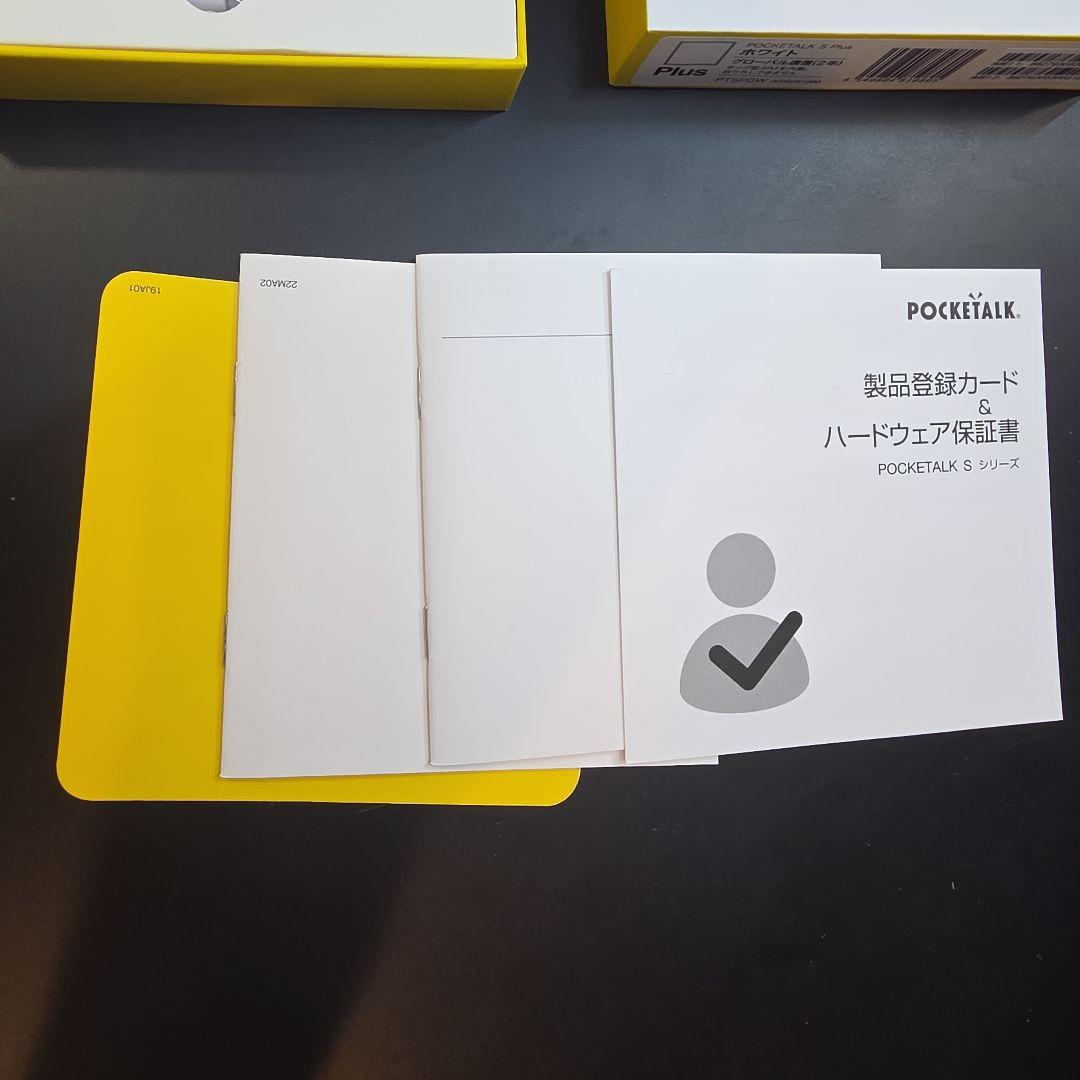 POCKETALK S Plus
ホワイト
グローバル通信(2年)
Plus
19JA01
22MA02
POCKETALK®
製品登録カード
&
ハードウェア保証書
POCKETALK S シリーズ